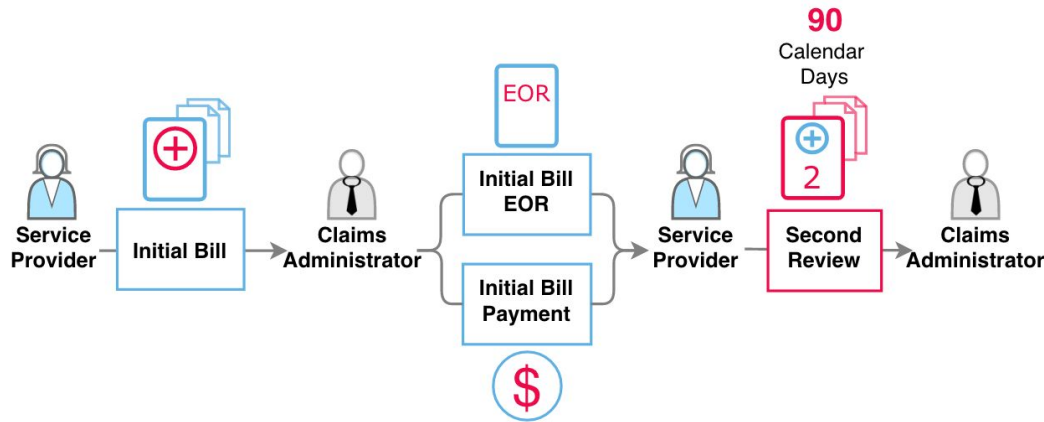 90
Calendar
Days
EOR
2
Service
Provider
Initial Bill
Claims
Administrator
Initial Bill
EOR
Initial Bill
Payment
$
Service
Provider
Second
Review
Claims
Administrator